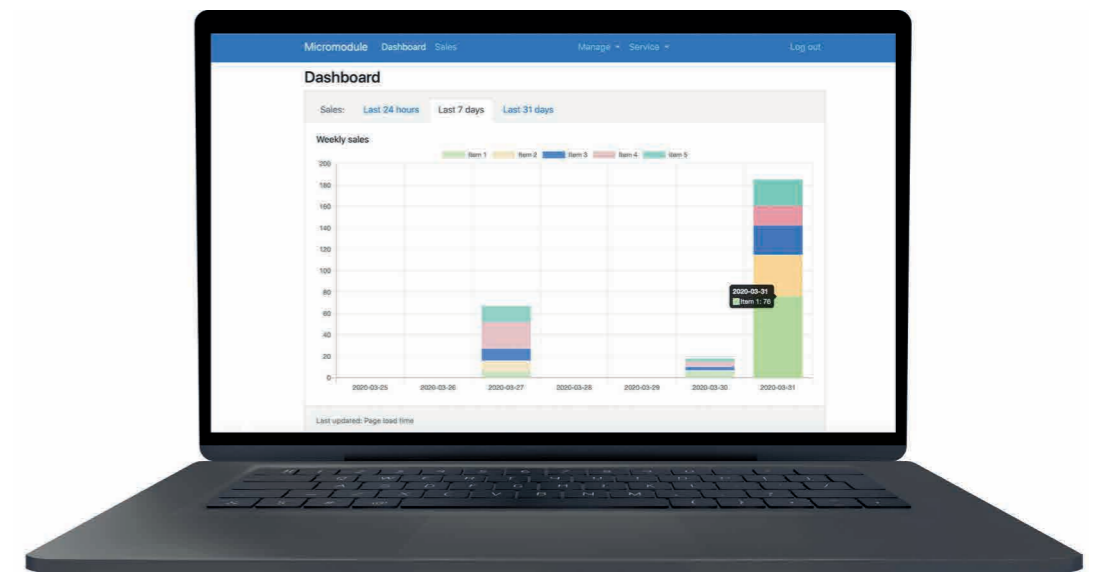 Micromodule Dashboard Sales Manage Service Log out
Dashboard
Sales: Last 24 hours Last 7 days Last 31 days
Weekly sales
Item 1 Item 2 Item 3 Item 4 Item 5
200
180
160
140
120
100
80
60
40
20
0
2020-03-31
Item 1: 76
2020-03-25 2020-03-26 2020-03-27 2020-03-28 2020-03-29 2020-03-30 2020-03-31
Last updated: Page load time